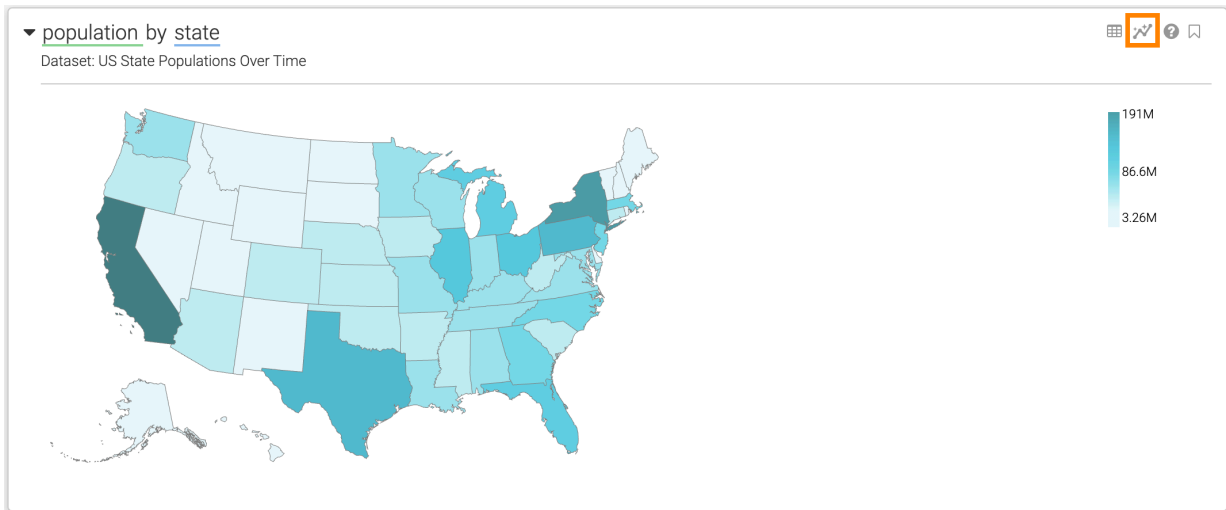 population by state
Dataset: US State Populations Over Time
191M
86.6M
3.26M